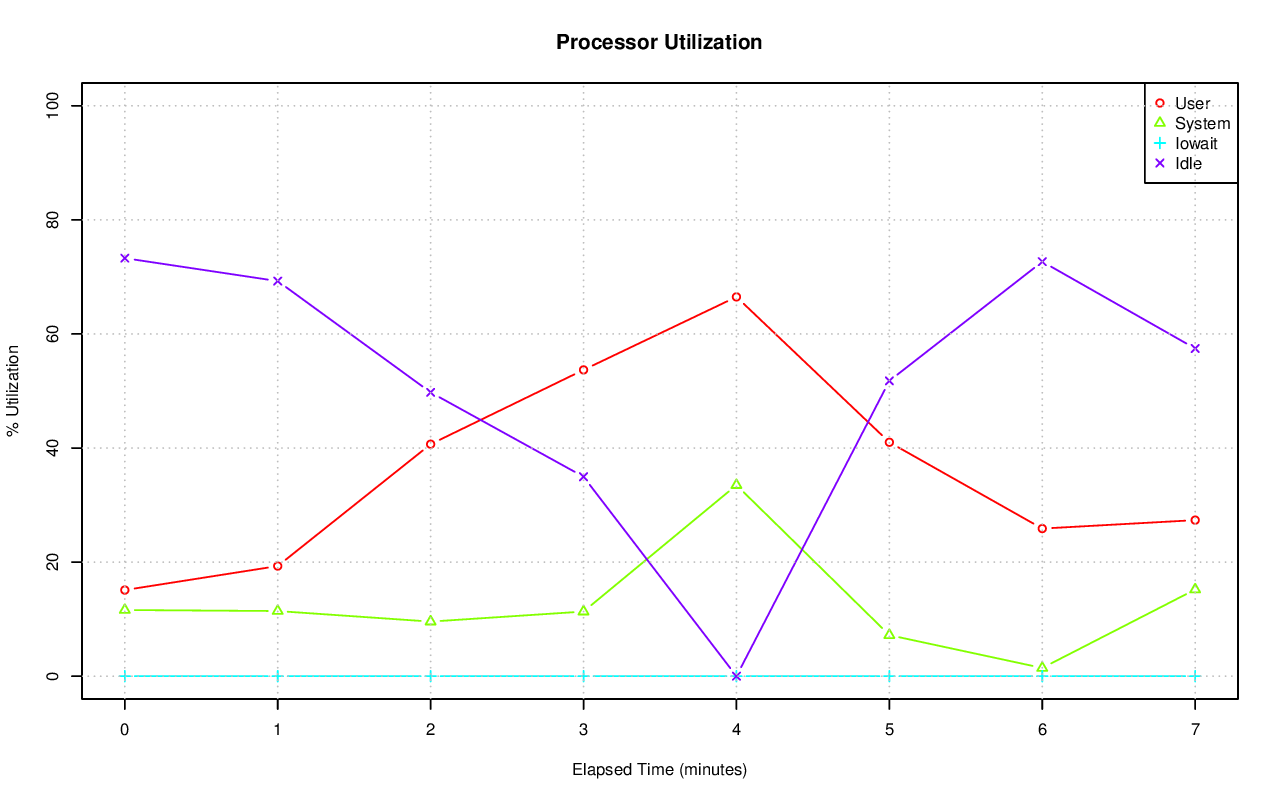 Processor Utilization
User
System
Iowait
Idle
% Utilization
100
80
60
40
20
0
0 1 2 3 4 5 6 7
Elapsed Time (minutes)